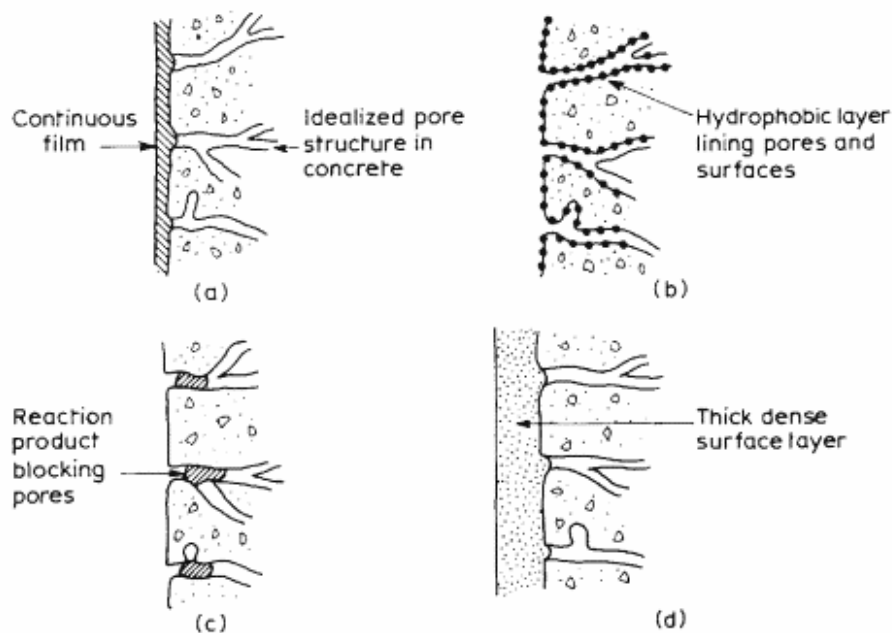 Continuous
film
Idealized pore
structure in
concrete
(a)
Hydrophobic layer
lining pores and
surfaces
(b)
Reaction
product
blocking
pores
(c)
Thick dense
surface layer
(d)